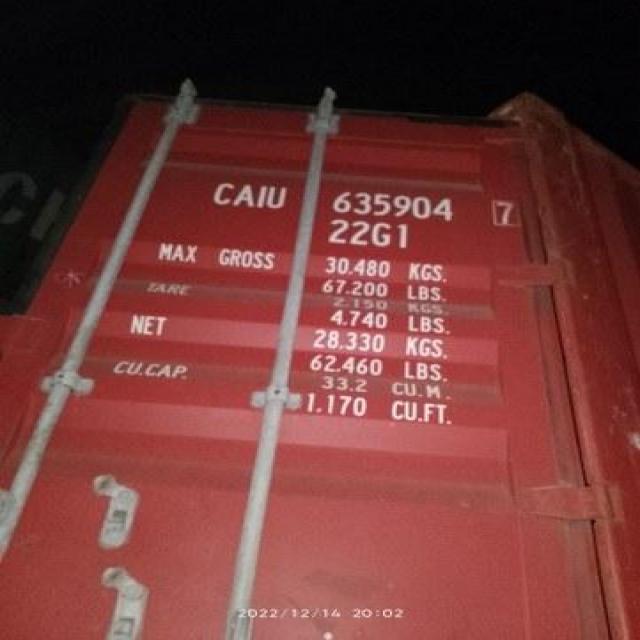 CAIU 635904 7
22G1
MAX GROSS 30.480 KGS.
67.200 LBS.
TARE 2.150 KGS.
4.740 LBS.
NET 28.330 KGS.
62.460 LBS.
CU.CAP. 33.2 CU.M.
1.170 CU.FT.
2022/12/14 20:02